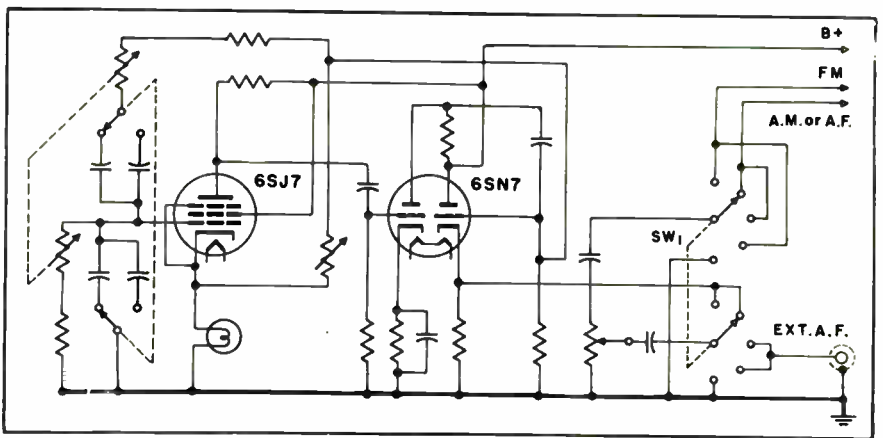 B+
FM
A.M. or A.F.
6SJ7
6SN7
SW1
EXT. A.F.